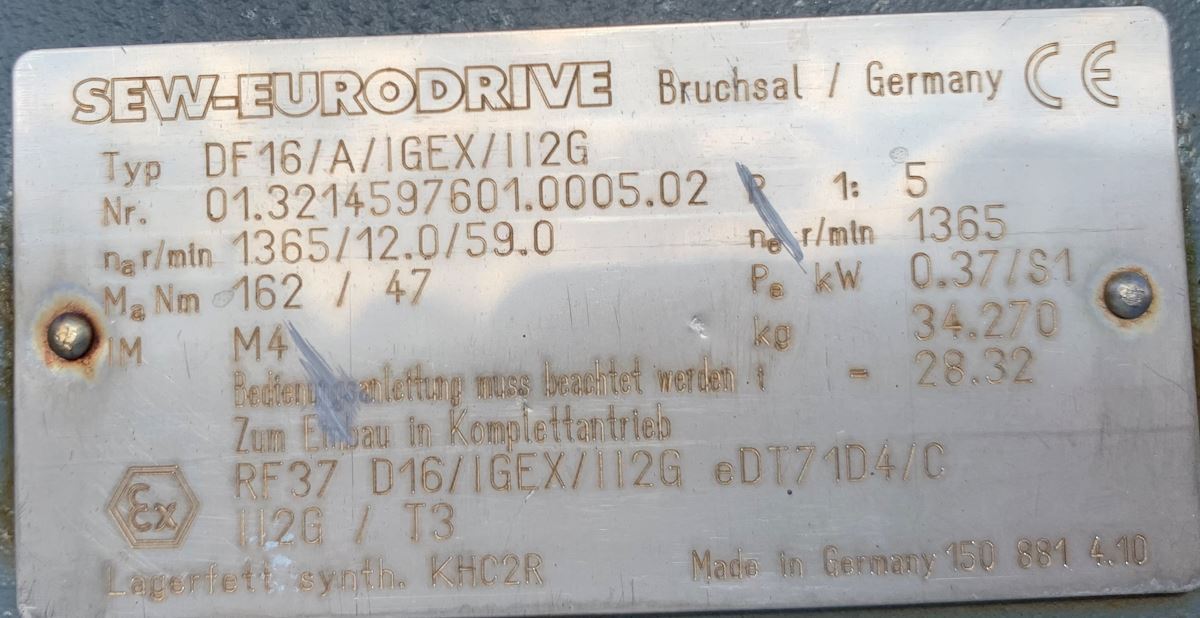 SEW-EURODRIVE Bruchsal / Germany CE
Typ DF16/A/IGEX/II2G
Nr. 01.3214597601.0005.02 R 1: 5
na r/min 1365/12.0/59.0 ne r/min 1365
Ma Nm 162 / 47 Pe kW 0.37/S1
IM M4 kg 34.270
Bedienungsanleitung muss beachtet werden i = 28.32
Zum Einbau in Komplettantrieb
RF37 D16/IGEX/II2G eDT71D4/C
Ex II2G / T3
Lagerfett synth. KHC2R Made in Germany 150 881 4.10